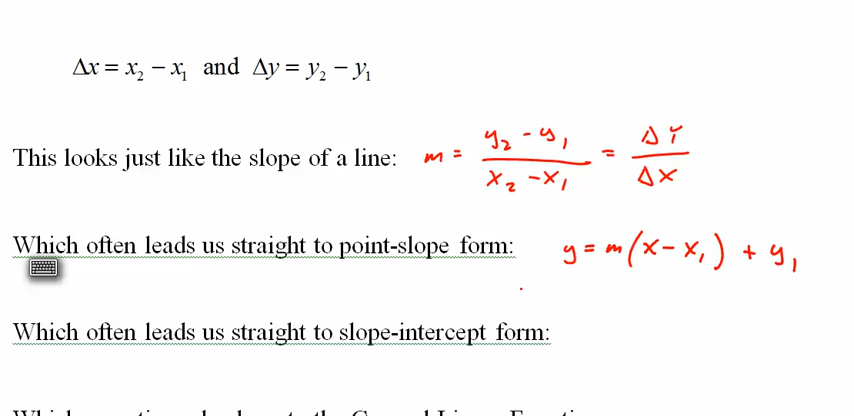 Δx = x₂ − x₁ and Δy = y₂ − y₁
This looks just like the slope of a line: m = (y₂ - y₁)/(x₂ - x₁) = ΔY/ΔX
Which often leads us straight to point-slope form: y = m(x - x₁) + y₁
Which often leads us straight to slope-intercept form: